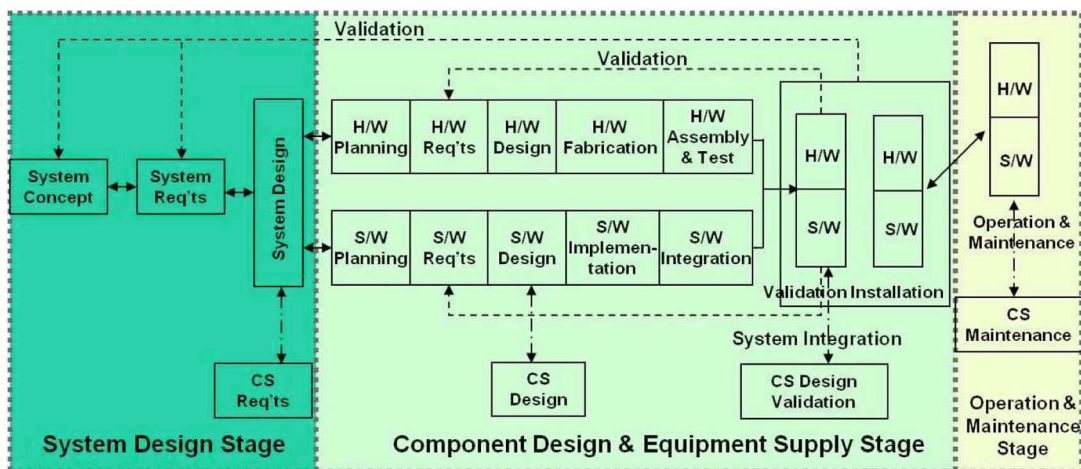 Validation
Validation
System
Concept
System
Req'ts
System Design
H/W
Planning
H/W
Req'ts
H/W
Design
H/W
Fabrication
H/W
Assembly
& Test
S/W
Planning
S/W
Req'ts
S/W
Design
S/W
Implemen-
tation
S/W
Integration
H/W
S/W
H/W
S/W
Validation Installation
System Integration
H/W
S/W
Operation &
Maintenance
CS
Req'ts
CS
Design
CS Design
Validation
CS
Maintenance
System Design Stage
Component Design & Equipment Supply Stage
Operation &
Maintenance
Stage